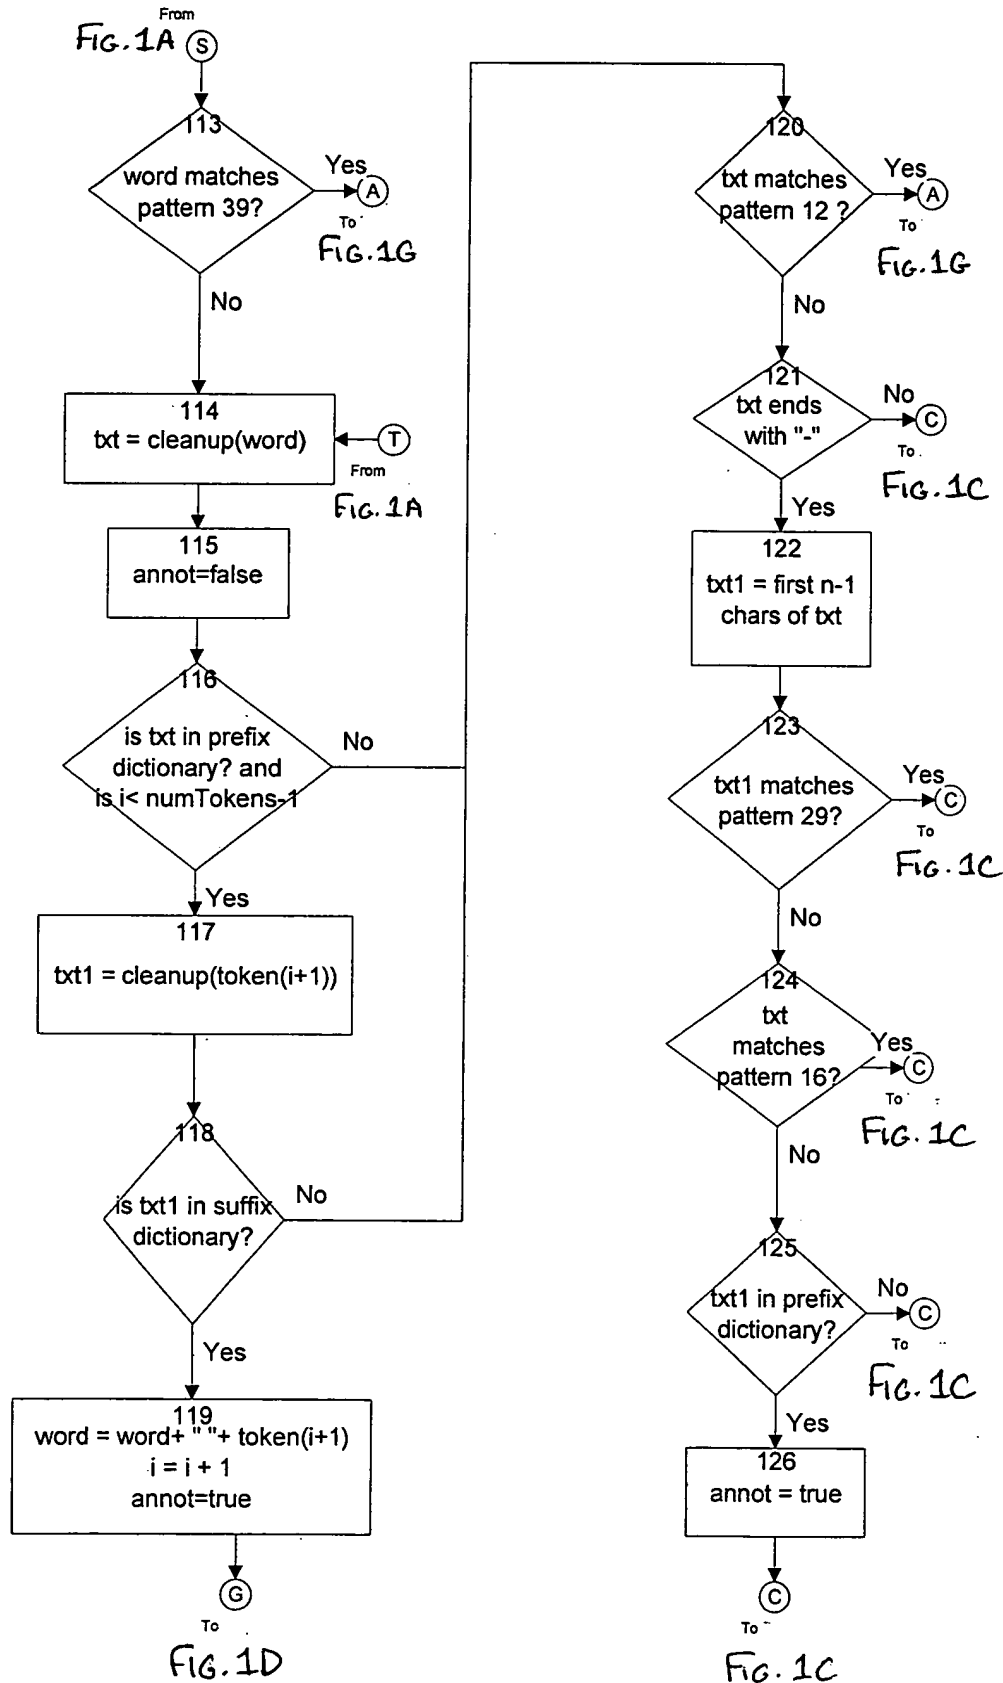 From
FIG. 1A S
113
word matches
pattern 39?
Yes
A
To
FIG. 1G
No
114
txt = cleanup(word)
T
From
FIG. 1A
115
annot=false
116
is txt in prefix
dictionary? and
is i< numTokens-1
No
Yes
117
txt1 = cleanup(token(i+1))
118
is txt1 in suffix
dictionary?
No
Yes
119
word = word+ " "+ token(i+1)
i = i + 1
annot=true
G
To
FIG. 1D
120
txt matches
pattern 12 ?
Yes
A
To
FIG. 1G
No
121
txt ends
with "-"
No
C
To
FIG. 1C
Yes
122
txt1 = first n-1
chars of txt
123
txt1 matches
pattern 29?
Yes
C
To
FIG. 1C
No
124
txt
matches
pattern 16?
Yes
C
To
FIG. 1C
No
125
txt1 in prefix
dictionary?
No
C
To
FIG. 1C
Yes
126
annot = true
C
To
FIG. 1C